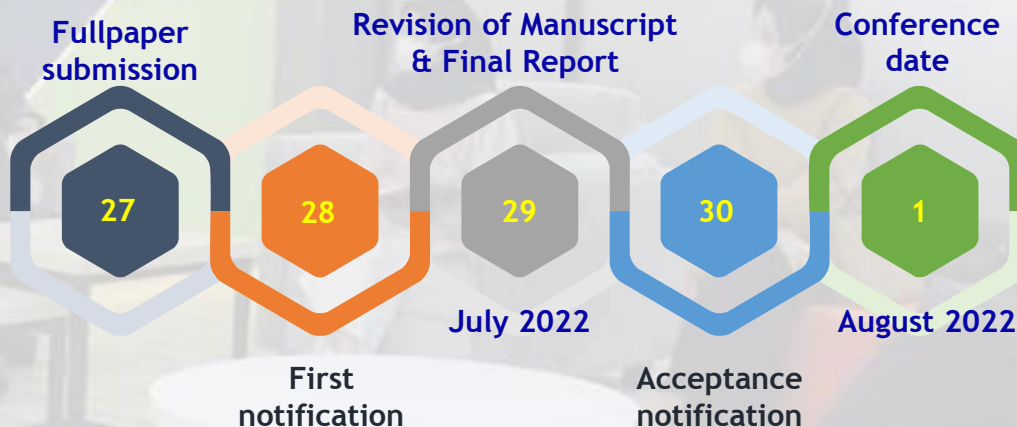 Fullpaper
submission
Revision of Manuscript
& Final Report
Conference
date
27
28
29
30
1
July 2022
August 2022
First
notification
Acceptance
notification